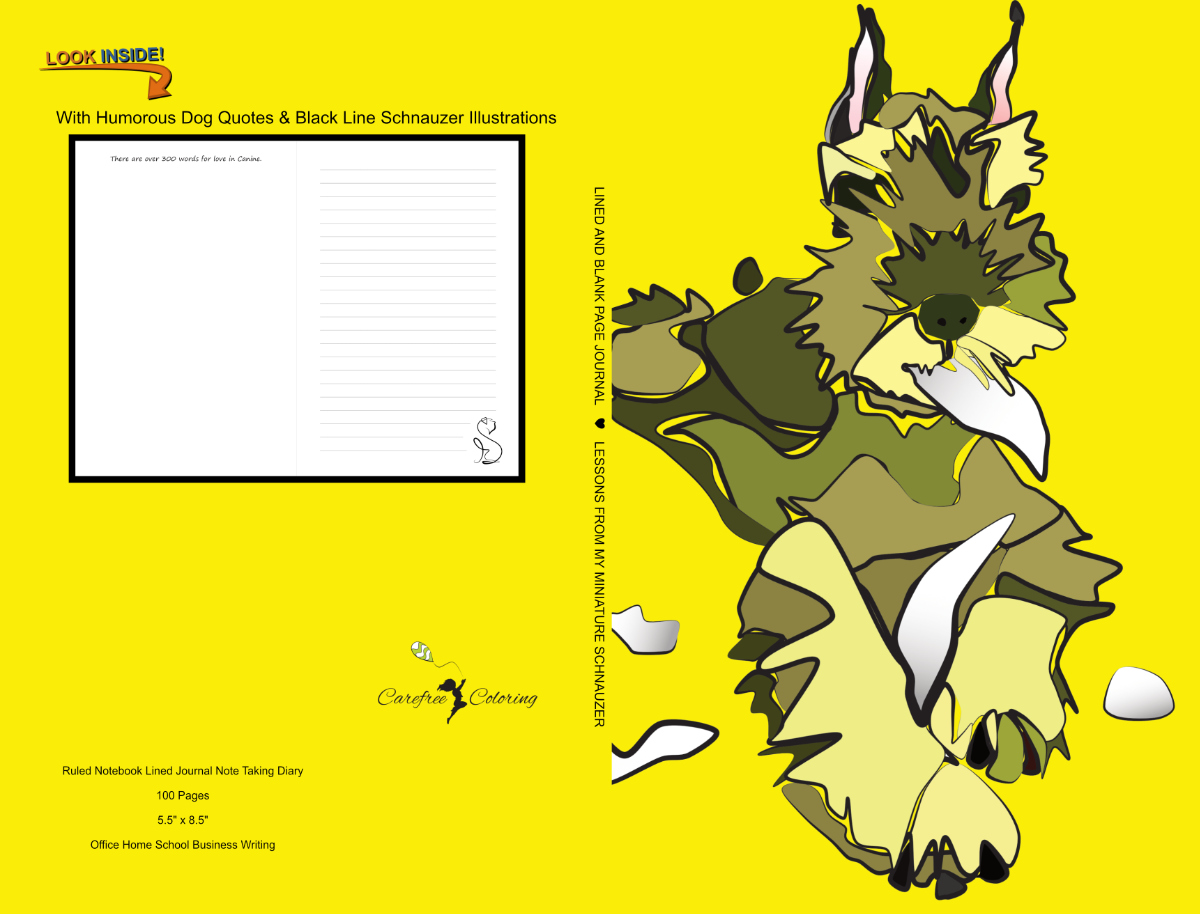 LOOK INSIDE!
With Humorous Dog Quotes & Black Line Schnauzer Illustrations
There are over 300 words for love in Canine.
LINED AND BLANK PAGE JOURNAL ♥ LESSONS FROM MY MINIATURE SCHNAUZER
Carefree Coloring
Ruled Notebook Lined Journal Note Taking Diary
100 Pages
5.5" x 8.5"
Office Home School Business Writing